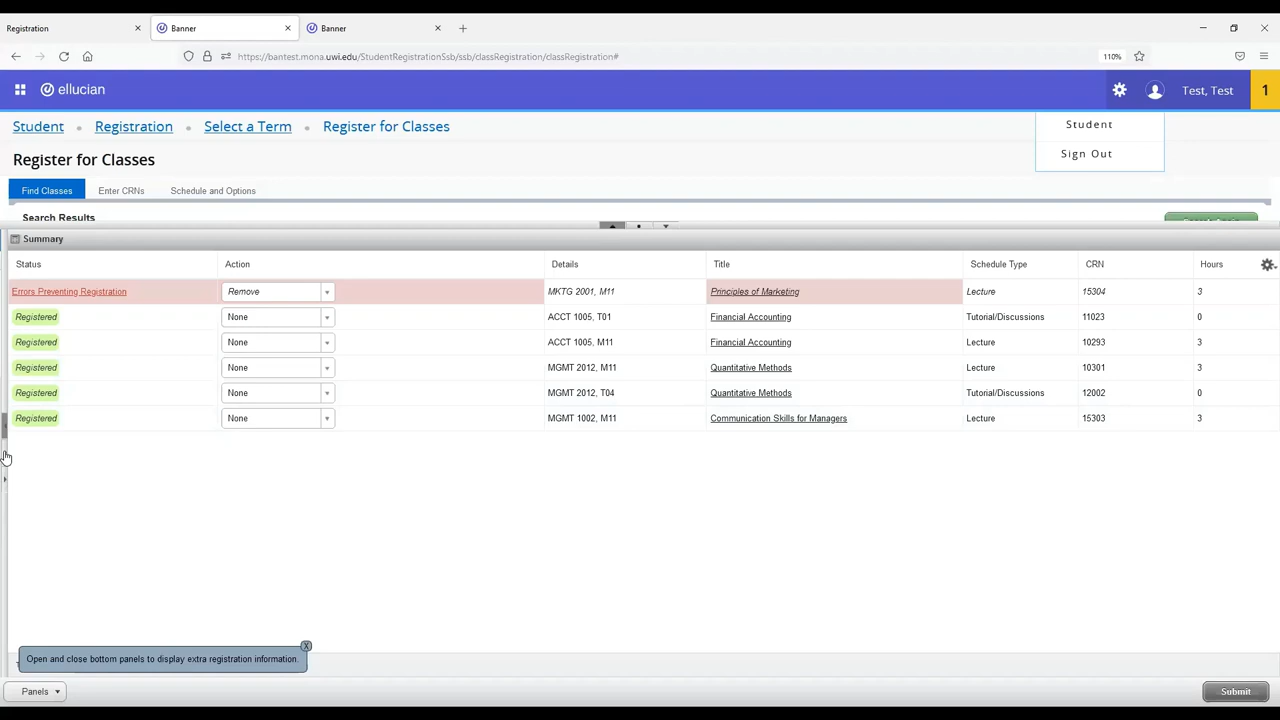 Registration × Banner × Banner × +
https://bantest.mona.uwi.edu/StudentRegistrationSsb/ssb/classRegistration/classRegistration# 110%
ellucian Test, Test 1
Student • Registration • Select a Term • Register for Classes
Student
Sign Out
Register for Classes
Find Classes Enter CRNs Schedule and Options
Search Results
Summary
Status Action Details Title Schedule Type CRN Hours
Errors Preventing Registration Remove MKTG 2001, M11 Principles of Marketing Lecture 15304 3
Registered None ACCT 1005, T01 Financial Accounting Tutorial/Discussions 11023 0
Registered None ACCT 1005, M11 Financial Accounting Lecture 10293 3
Registered None MGMT 2012, M11 Quantitative Methods Lecture 10301 3
Registered None MGMT 2012, T04 Quantitative Methods Tutorial/Discussions 12002 0
Registered None MGMT 1002, M11 Communication Skills for Managers Lecture 15303 3
X
Open and close bottom panels to display extra registration information.
Panels Submit